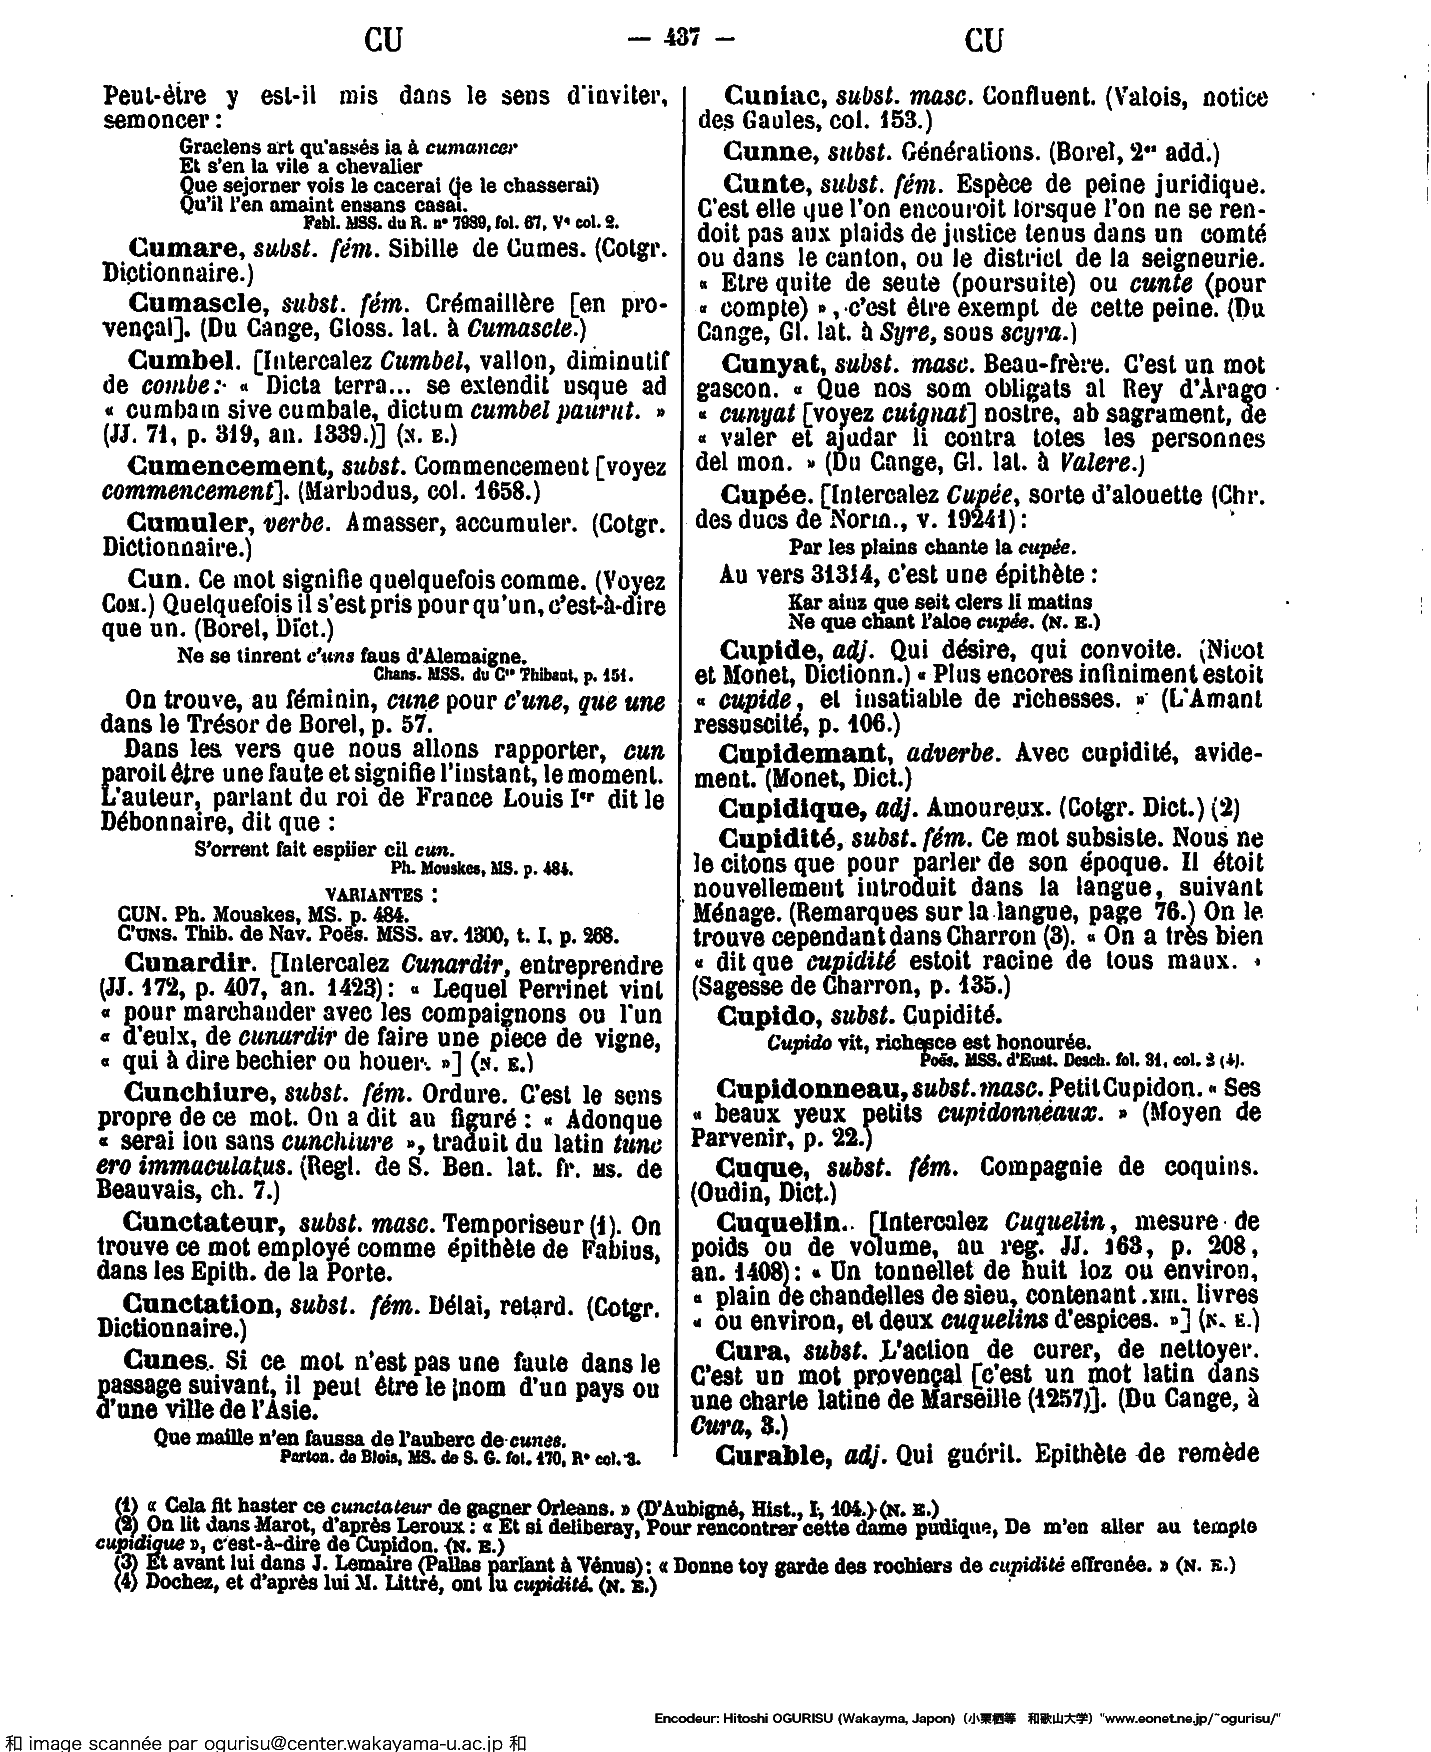 CU
— 437 —
CU
Peut-être y est-il mis dans le sens d'inviter,
semoncer :
Graelens art qu'assés ia à cumancer
Et s'en la vile a chevalier
Que sejorner vois le cacerai (je le chasserai)
Qu'il l'en amaint ensans casai.
Fabl. MSS. du R. n° 7989, fol. 67, V° col. 2.
Cumare, subst. fém. Sibille de Cumes. (Cotgr.
Dictionnaire.)
Cumascle, subst. fém. Crémaillère [en pro-
vençal]. (Du Cange, Gloss. lat. à Cumascle.)
Cumbel. [Intercalez Cumbel, vallon, diminutif
de combe : « Dicta terra... se extendit usque ad
« cumbam sive cumbale, dictum cumbel paurut. »
(JJ. 71, p. 319, an. 1339.)] (N. E.)
Cumencement, subst. Commencement [voyez
commencement]. (Marbodus, col. 1658.)
Cumuler, verbe. Amasser, accumuler. (Cotgr.
Dictionnaire.)
Cun. Ce mot signifie quelquefois comme. (Voyez
COM.) Quelquefois il s'est pris pour qu'un, c'est-à-dire
que un. (Borel, Dict.)
Ne se tinrent c'uns faus d'Alemaigne.
Chans. MSS. du Cte Thibaut, p. 151.
On trouve, au féminin, cune pour c'une, que une
dans le Trésor de Borel, p. 57.
Dans les vers que nous allons rapporter, cun
paroit être une faute et signifie l'instant, le moment.
L'auteur, parlant du roi de France Louis Ier dit le
Débonnaire, dit que :
S'orrent fait espiier cil cun.
Ph. Mouskes, MS. p. 484.
VARIANTES :
CUN. Ph. Mouskes, MS. p. 484.
C'UNS. Thib. de Nav. Poës. MSS. av. 1300, t. I, p. 268.
Cunardir. [Intercalez Cunardir, entreprendre
(JJ. 172, p. 407, an. 1423) : « Lequel Perrinet vint
« pour marchander avec les compaignons ou l'un
« d'eulx, de cunardir de faire une piece de vigne,
« qui à dire bechier ou houer. »] (N. E.)
Cunchiure, subst. fém. Ordure. C'est le sens
propre de ce mot. On a dit au figuré : « Adonque
« serai iou sans cunchiure », traduit du latin tunc
ero immaculatus. (Regl. de S. Ben. lat. fr. MS. de
Beauvais, ch. 7.)
Cunctateur, subst. masc. Temporiseur (1). On
trouve ce mot employé comme épithète de Fabius,
dans les Epith. de la Porte.
Cunctation, subst. fém. Délai, retard. (Cotgr.
Dictionnaire.)
Cunes. Si ce mot n'est pas une faute dans le
passage suivant, il peut être le nom d'un pays ou
d'une ville de l'Asie.
Que maille n'en faussa de l'auberc de cunes.
Parton. de Blois, MS. de S. G. fol. 170, R° col. 3.
Cuniac, subst. masc. Confluent. (Valois, notice
des Gaules, col. 153.)
Cunne, subst. Générations. (Borel, 2es add.)
Cunte, subst. fém. Espèce de peine juridique.
C'est elle que l'on encouroit lorsque l'on ne se ren-
doit pas aux plaids de justice tenus dans un comté
ou dans le canton, ou le district de la seigneurie.
« Etre quite de seute (poursuite) ou cunte (pour
« compte) », c'est être exempt de cette peine. (Du
Cange, Gl. lat. à Syre, sous scyra.)
Cunyat, subst. masc. Beau-frère. C'est un mot
gascon. « Que nos som obligats al Rey d'Arago
« cunyat [voyez cuignat] nostre, ab sagrament, de
« valer et ajudar li contra totes les personnes
del mon. » (Du Cange, Gl. lat. à Valere.)
Cupée. [Intercalez Cupée, sorte d'alouette (Chr.
des ducs de Norm., v. 19241) :
Par les plains chante la cupée.
Au vers 31314, c'est une épithète :
Kar ainz que seit clers li matins
Ne que chant l'aloe cupée. (N. E.)
Cupide, adj. Qui désire, qui convoite. (Nicot
et Monet, Dictionn.) « Plus encores infiniment estoit
« cupide, et insatiable de richesses. » (L'Amant
ressuscité, p. 106.)
Cupidemant, adverbe. Avec cupidité, avide-
ment. (Monet, Dict.)
Cupidique, adj. Amoureux. (Cotgr. Dict.) (2)
Cupidité, subst. fém. Ce mot subsiste. Nous ne
le citons que pour parler de son époque. Il étoit
nouvellement introduit dans la langue, suivant
Ménage. (Remarques sur la langue, page 76.) On le
trouve cependant dans Charron (3). « On a très bien
« dit que cupidité estoit racine de tous maux. »
(Sagesse de Charron, p. 135.)
Cupido, subst. Cupidité.
Cupido vit, richesce est honourée.
Poës. MSS. d'Eust. Desch. fol. 31, col. 2 (4).
Cupidonneau, subst. masc. Petit Cupidon. « Ses
« beaux yeux petits cupidonneaux. » (Moyen de
Parvenir, p. 22.)
Cuque, subst. fém. Compagnie de coquins.
(Oudin, Dict.)
Cuquelin. [Intercalez Cuquelin, mesure de
poids ou de volume, au reg. JJ. 163, p. 208,
an. 1408) : « Un tonnellet de huit loz ou environ,
« plain de chandelles de sieu, contenant .XIII. livres
« ou environ, et deux cuquelins d'espices. »] (N. E.)
Cura, subst. L'action de curer, de nettoyer.
C'est un mot provençal [c'est un mot latin dans
une charte latine de Marseille (1257)]. (Du Cange, à
Cura, 3.)
Curable, adj. Qui guérit. Epithète de remède
(1) « Cela fit haster ce cunctateur de gagner Orleans. » (D'Aubigné, Hist., I, 104.) (N. E.)
(2) On lit dans Marot, d'après Leroux : « Et si deliberay, Pour rencontrer cette dame pudique, De m'en aller au temple
cupidique », c'est-à-dire de Cupidon. (N. E.)
(3) Et avant lui dans J. Lemaire (Pallas parlant à Vénus) : « Donne toy garde des rochiers de cupidité effrenée. » (N. E.)
(4) Dochez, et d'après lui M. Littré, ont lu cupidité. (N. E.)
Encodeur: Hitoshi OGURISU (Wakayma, Japon) (小栗栖等 和歌山大学) "www.eonet.ne.jp/~ogurisu/"
和 image scannée par ogurisu@center.wakayama-u.ac.jp 和